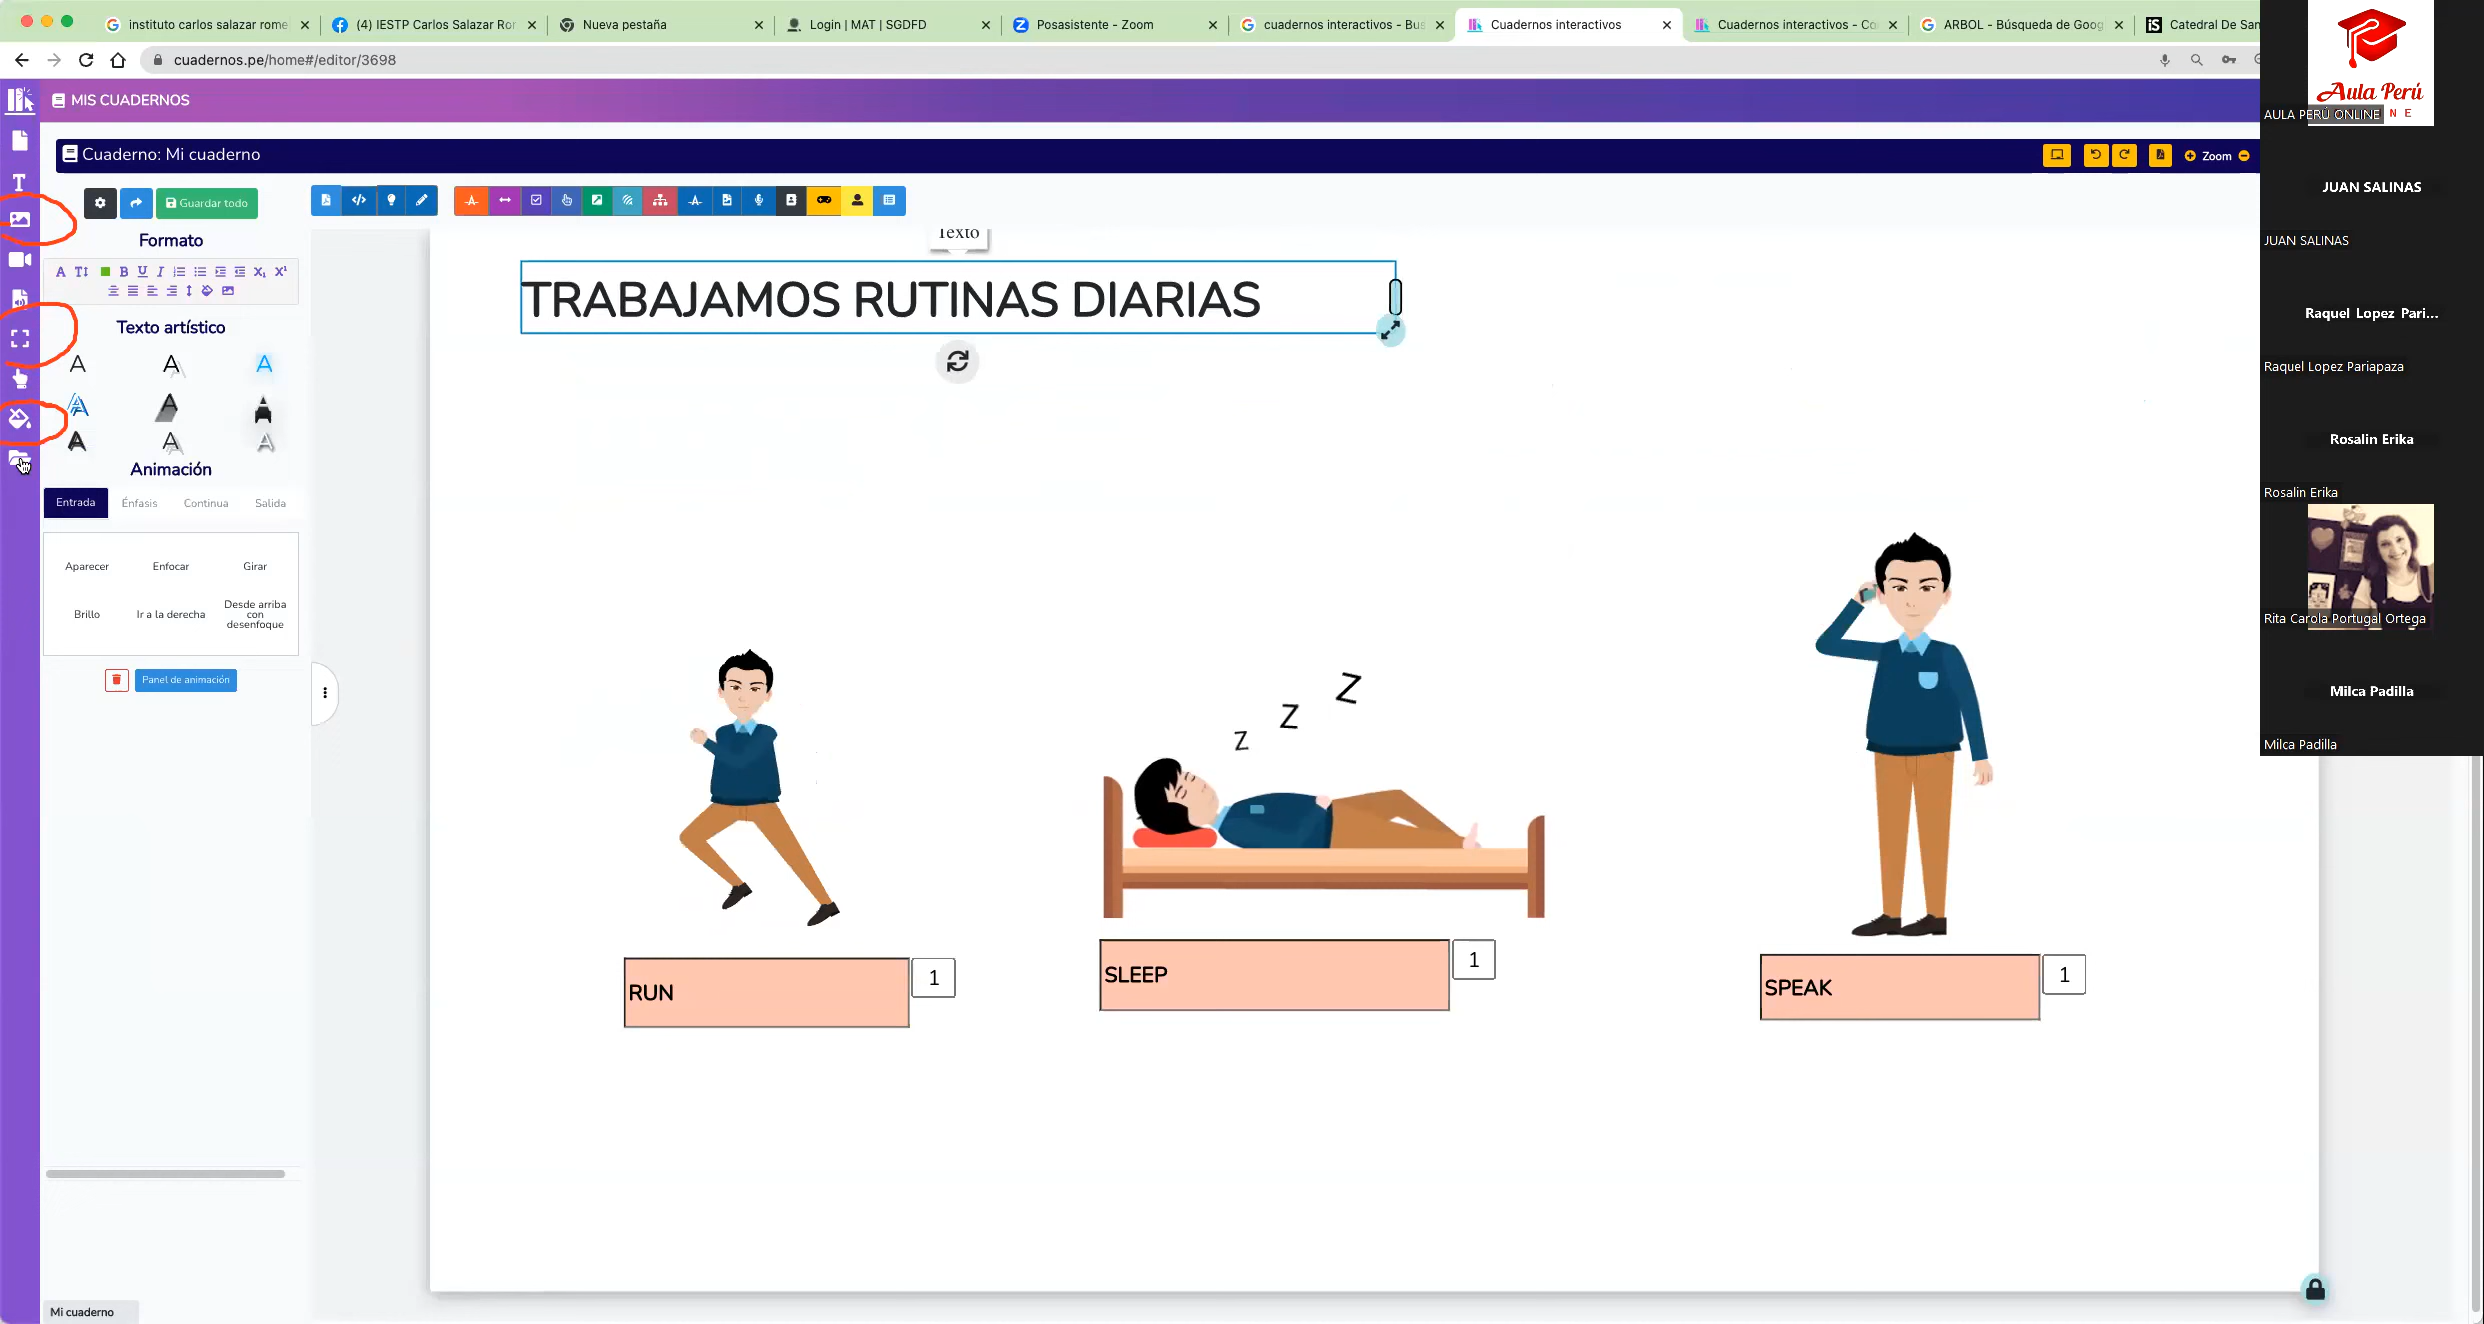 instituto carlos salazar rome
(4) IESTP Carlos Salazar Ror
Nueva pestaña
Login | MAT | SGDFD
Posasistente - Zoom
cuadernos interactivos - Bus
Cuadernos interactivos
Cuadernos interactivos - Co
ARBOL - Búsqueda de Goog
Catedral De San
cuadernos.pe/home#/editor/3698
MIS CUADERNOS
Cuaderno: Mi cuaderno
Zoom
Guardar todo
Formato
Texto artístico
Animación
Entrada
Énfasis
Continua
Salida
Aparecer
Enfocar
Girar
Brillo
Ir a la derecha
Desde arriba
con
desenfoque
Panel de animación
Mi cuaderno
Texto
TRABAJAMOS RUTINAS DIARIAS
Z
Z
Z
RUN
1
SLEEP
1
SPEAK
1
Aula Perú
AULA PERÚ ONLINE
N E
JUAN SALINAS
JUAN SALINAS
Raquel Lopez Pari...
Raquel Lopez Pariapaza
Rosalin Erika
Rosalin Erika
Rita Carola Portugal Ortega
Milca Padilla
Milca Padilla